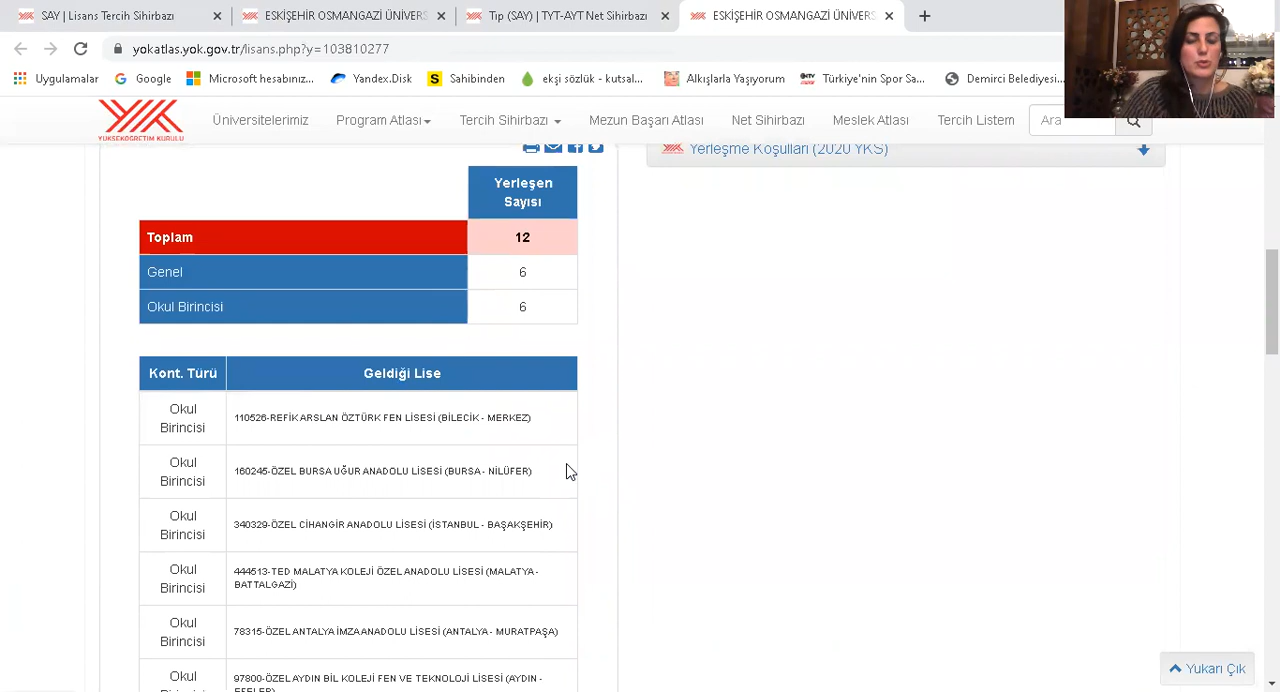 SAY | Lisans Tercih Sihirbazı
ESKİŞEHİR OSMANGAZİ ÜNİVERS
Tip (SAY) | TYT-AYT Net Sihirbazı
ESKİŞEHİR OSMANGAZİ ÜNİVERS
yokatlas.yok.gov.tr/lisans.php?y=103810277
Uygulamalar
Google
Microsoft hesabınız...
Yandex.Disk
Sahibinden
ekşi sözlük - kutsal...
Alkışlarla Yaşıyorum
Türkiye'nin Spor Sa...
Demirci Belediyesi...
YÜKSEKÖĞRETİM KURULU
Üniversitelerimiz
Program Atlası
Tercih Sihirbazı
Mezun Başarı Atlası
Net Sihirbazı
Meslek Atlası
Tercih Listem
Ara
Yerleşme Koşulları (2020 YKS)
Yerleşen
Sayısı
Toplam 12
Genel 6
Okul Birincisi 6
Kont. Türü Geldiği Lise
Okul
Birincisi
110526-REFİK ARSLAN ÖZTÜRK FEN LİSESİ (BİLECİK - MERKEZ)
Okul
Birincisi
160245-ÖZEL BURSA UĞUR ANADOLU LİSESİ (BURSA - NİLÜFER)
Okul
Birincisi
340329-ÖZEL CİHANGİR ANADOLU LİSESİ (İSTANBUL - BAŞAKŞEHİR)
Okul
Birincisi
444513-TED MALATYA KOLEJİ ÖZEL ANADOLU LİSESİ (MALATYA -
BATTALGAZİ)
Okul
Birincisi
78315-ÖZEL ANTALYA İMZA ANADOLU LİSESİ (ANTALYA - MURATPAŞA)
Okul
97800-ÖZEL AYDIN BİL KOLEJİ FEN VE TEKNOLOJİ LİSESİ (AYDIN -
Yukarı Çık